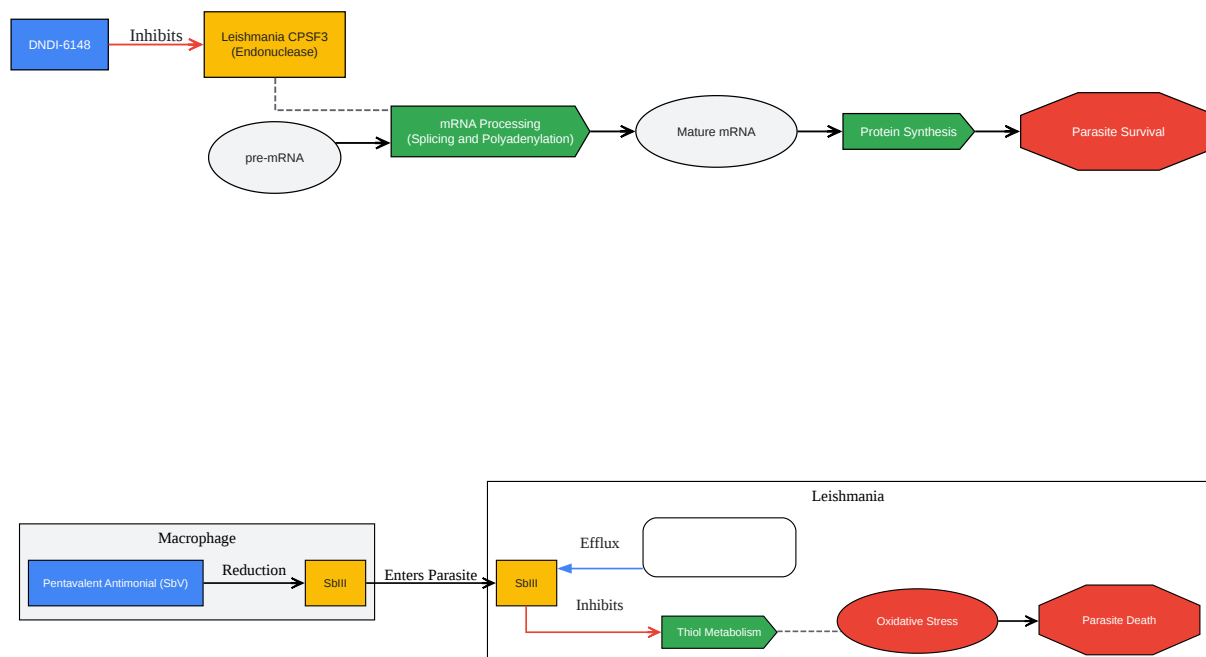 DNDI-6148
Inhibits
Leishmania CPSF3
(Endonuclease)
pre-mRNA
mRNA Processing
(Splicing and Polyadenylation)
Mature mRNA
Protein Synthesis
Parasite Survival
Macrophage
Pentavalent Antimonial (SbV)
Reduction
SbIII
Enters Parasite
Leishmania
SbIII
Efflux
Inhibits
Thiol Metabolism
Oxidative Stress
Parasite Death